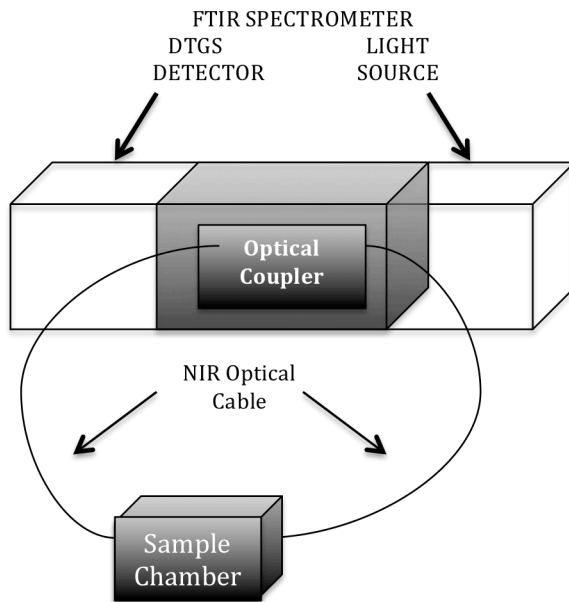 FTIR SPECTROMETER
DTGS
DETECTOR
LIGHT
SOURCE
Optical
Coupler
NIR Optical
Cable
Sample
Chamber